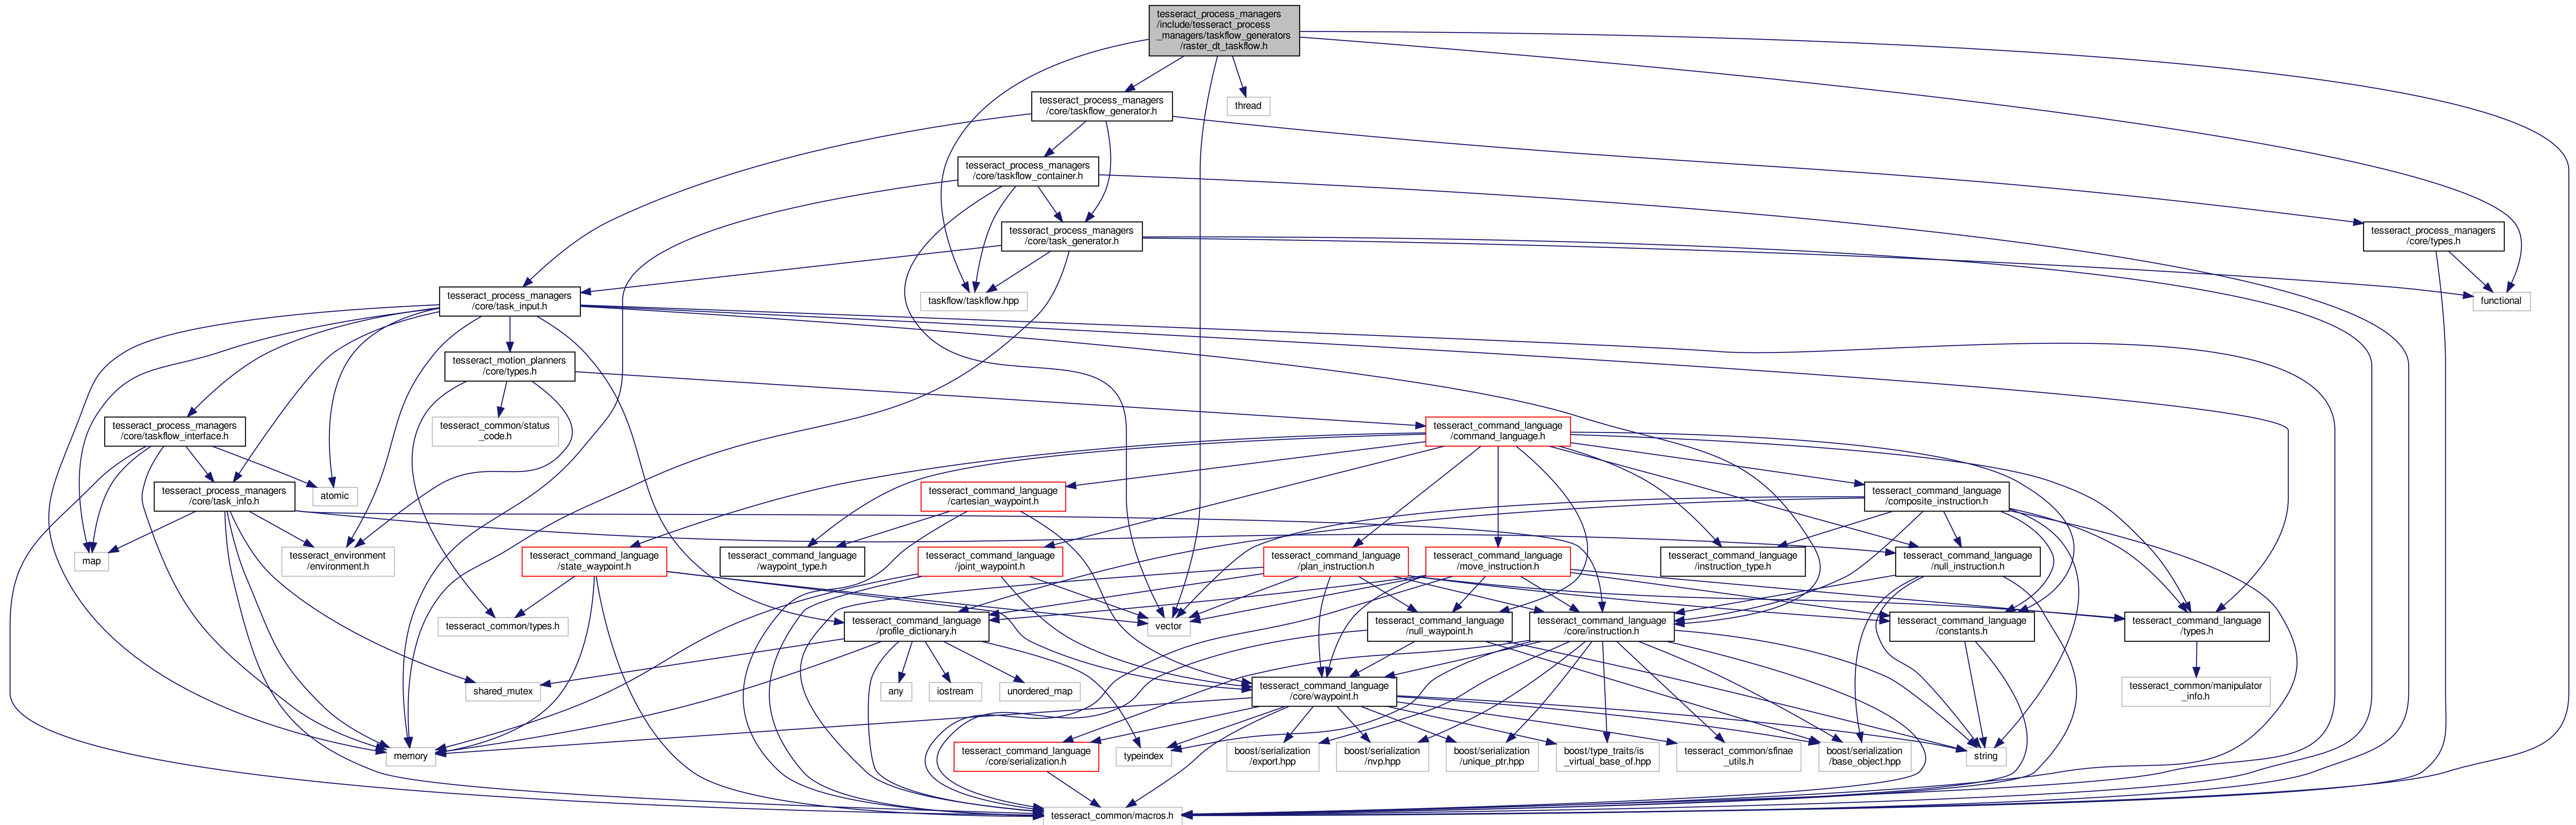 tesseract_process_managers
/include/tesseract_process
_managers/taskflow_generators
/raster_dt_taskflow.h
tesseract_process_managers
/core/taskflow_generator.h
thread
tesseract_process_managers
/core/taskflow_container.h
tesseract_process_managers
/core/task_generator.h
tesseract_process_managers
/core/types.h
tesseract_process_managers
/core/task_input.h
taskflow/taskflow.hpp
functional
tesseract_motion_planners
/core/types.h
tesseract_process_managers
/core/taskflow_interface.h
tesseract_common/status
_code.h
tesseract_command_language
/command_language.h
tesseract_process_managers
/core/task_info.h
atomic
tesseract_command_language
/cartesian_waypoint.h
tesseract_command_language
/composite_instruction.h
map
tesseract_environment
/environment.h
tesseract_command_language
/state_waypoint.h
tesseract_command_language
/waypoint_type.h
tesseract_command_language
/joint_waypoint.h
tesseract_command_language
/plan_instruction.h
tesseract_command_language
/move_instruction.h
tesseract_command_language
/instruction_type.h
tesseract_command_language
/null_instruction.h
tesseract_common/types.h
tesseract_command_language
/profile_dictionary.h
vector
tesseract_command_language
/null_waypoint.h
tesseract_command_language
/core/instruction.h
tesseract_command_language
/constants.h
tesseract_command_language
/types.h
shared_mutex
any
iostream
unordered_map
tesseract_command_language
/core/waypoint.h
tesseract_common/manipulator
_info.h
memory
tesseract_command_language
/core/serialization.h
typeindex
boost/serialization
/export.hpp
boost/serialization
/nvp.hpp
boost/serialization
/unique_ptr.hpp
boost/type_traits/is
_virtual_base_of.hpp
tesseract_common/sfinae
_utils.h
boost/serialization
/base_object.hpp
string
tesseract_common/macros.h